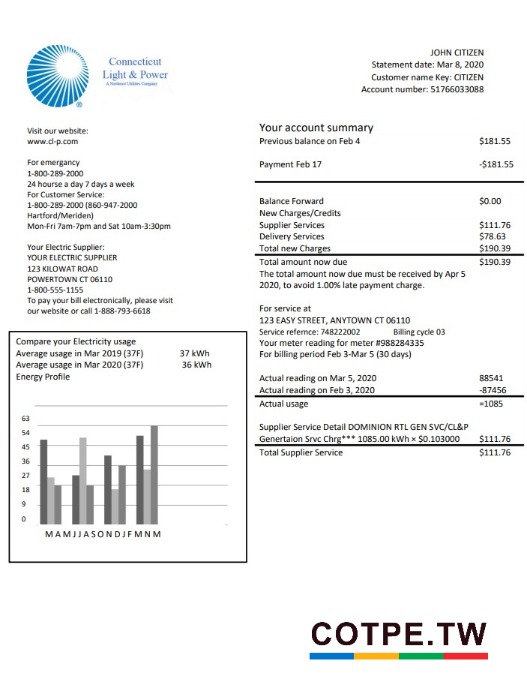 Connecticut
Light & Power
JOHN CITIZEN
Statement date: Mar 8, 2020
Customer name Key: CITIZEN
Account number: 51766033088
Visit our website:
www.cl-p.com
For emergancy
1-800-289-2000
24 hourse a day 7 days a week
For Customer Service:
1-800-289-2000 (860-947-2000
Hartford/Meriden)
Mon-Fri 7am-7pm and Sat 10am-3:30pm
Your Electric Supplier:
YOUR ELECTRIC SUPPLIER
123 KILOWAT ROAD
POWERTOWN CT 06110
1-800-555-1155
To pay your bill electronically, please visit
our website or call 1-888-793-6618
Compare your Electricity usage
Average usage in Mar 2019 (37F) 37 kWh
Average usage in Mar 2020 (37F) 36 kWh
Energy Profile
63
54
45
36
27
18
9
0
M A M J J A S O N D J F M N M
Your account summary
Previous balance on Feb 4 $181.55
Payment Feb 17 -$181.55
Balance Forward $0.00
New Charges/Credits
Supplier Services $111.76
Delivery Services $78.63
Total new Charges $190.39
Total amount now due $190.39
The total amount now due must be received by Apr 5
2020, to avoid 1.00% late payment charge.
For service at
123 EASY STREET, ANYTOWN CT 06110
Service refernce: 748222002 Billing cycle 03
Your meter reading for meter #988284335
For billing period Feb 3-Mar 5 (30 days)
Actual reading on Mar 5, 2020 88541
Actual reading on Feb 3, 2020 -87456
Actual usage =1085
Supplier Service Detail DOMINION RTL GEN SVC/CL&P
Genertaion Srvc Chrg*** 1085.00 kWh × $0.103000 $111.76
Total Supplier Service $111.76
COTPE.TW